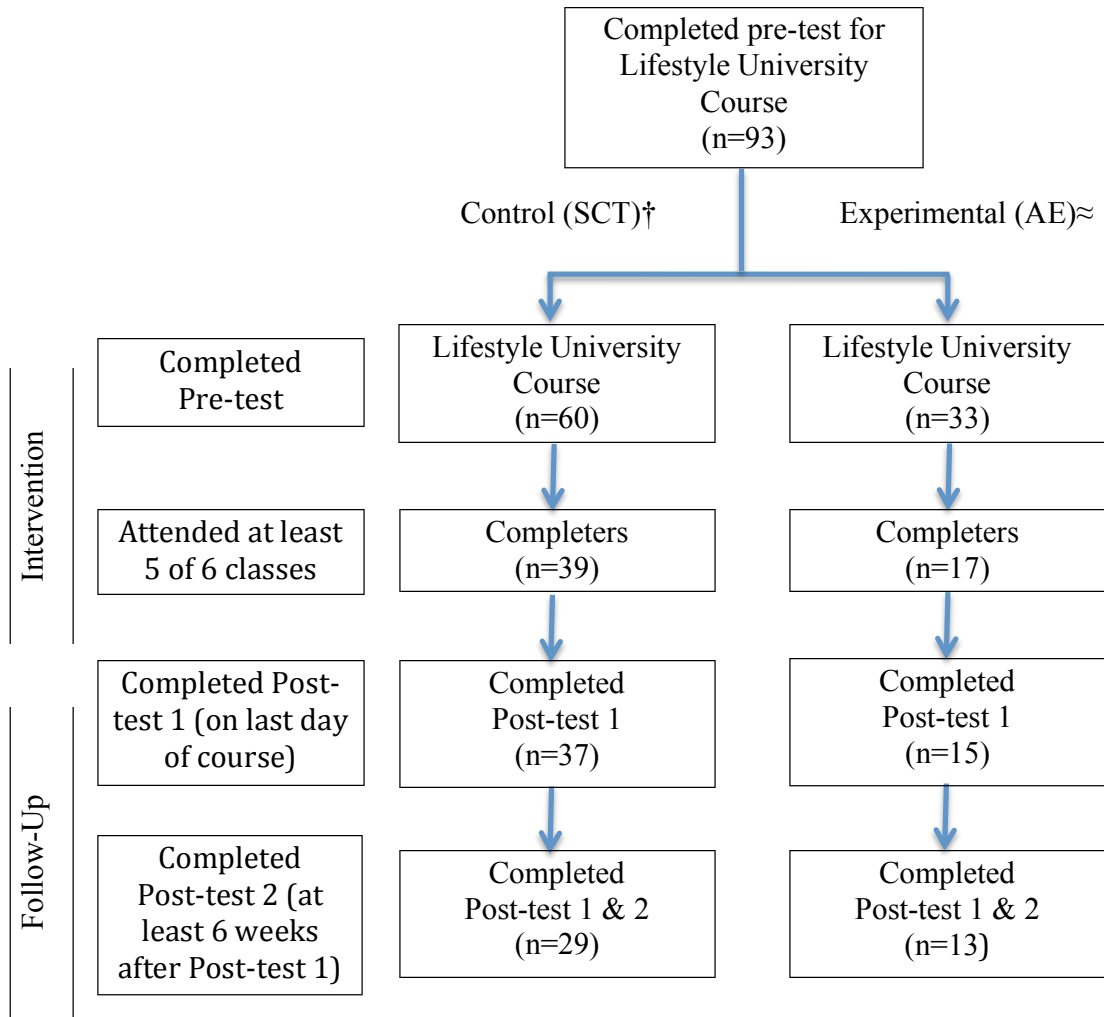 Completed pre-test for
Lifestyle University
Course
(n=93)
Control (SCT)†
Experimental (AE)≈
Intervention
Completed
Pre-test
Lifestyle University
Course
(n=60)
Lifestyle University
Course
(n=33)
Attended at least
5 of 6 classes
Completers
(n=39)
Completers
(n=17)
Follow-Up
Completed Post-
test 1 (on last day
of course)
Completed
Post-test 1
(n=37)
Completed
Post-test 1
(n=15)
Completed
Post-test 2 (at
least 6 weeks
after Post-test 1)
Completed
Post-test 1 & 2
(n=29)
Completed
Post-test 1 & 2
(n=13)